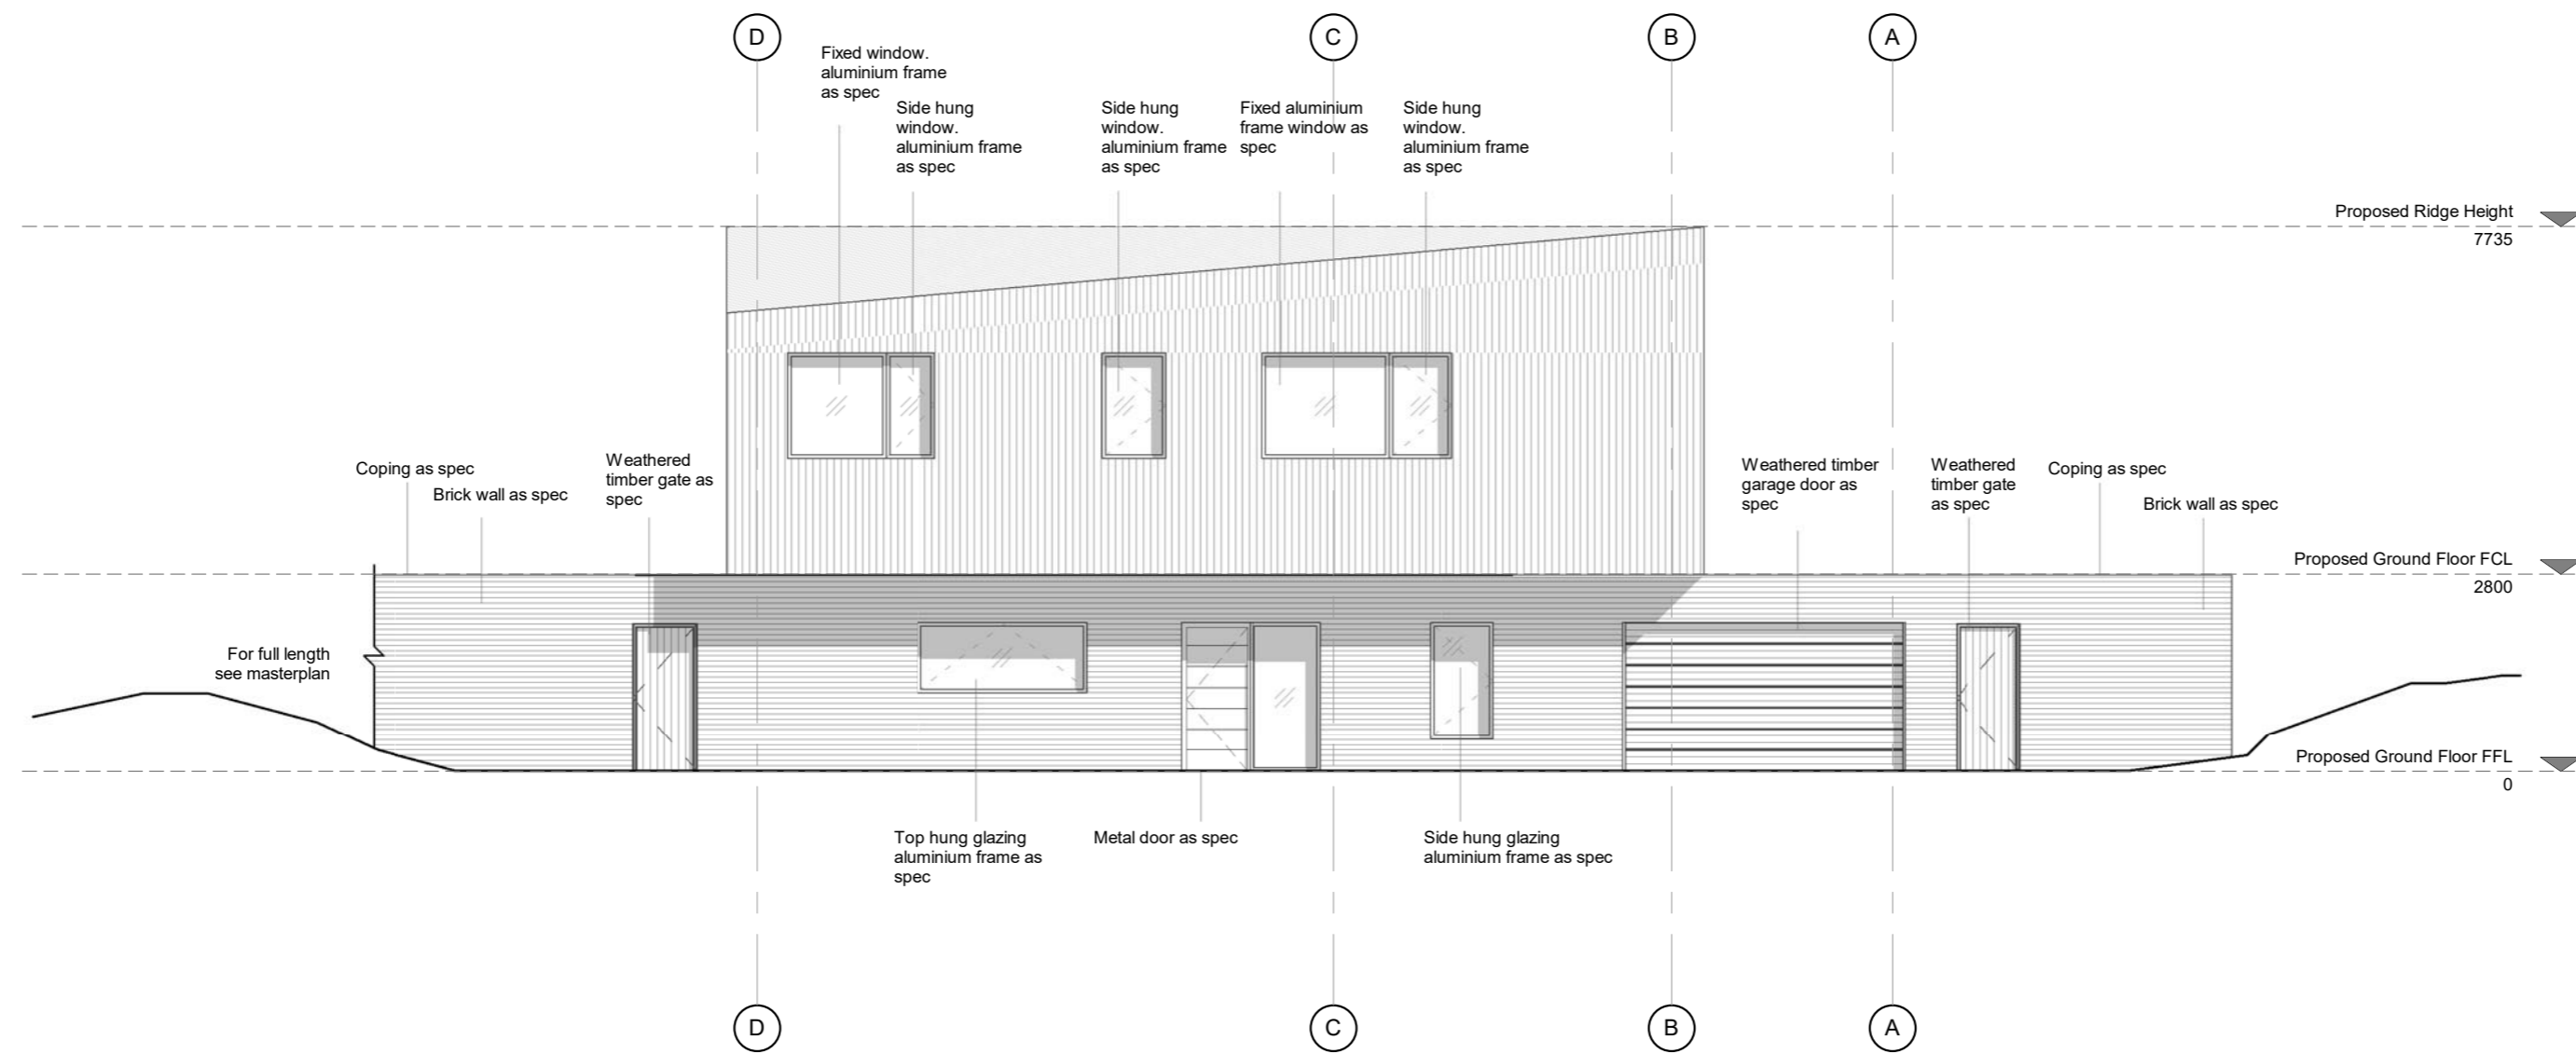 D
C
B
A
Fixed window.
aluminium frame
as spec
Side hung
window.
aluminium frame
as spec
Side hung
window.
aluminium frame
as spec
Fixed aluminium
frame window as
spec
Side hung
window.
aluminium frame
as spec
Proposed Ridge Height
7735
Coping as spec
Brick wall as spec
Weathered
timber gate as
spec
Weathered timber
garage door as
spec
Weathered
timber gate
as spec
Coping as spec
Brick wall as spec
Proposed Ground Floor FCL
2800
For full length
see masterplan
Proposed Ground Floor FFL
0
Top hung glazing
aluminium frame as
spec
Metal door as spec
Side hung glazing
aluminium frame as spec
D
C
B
A